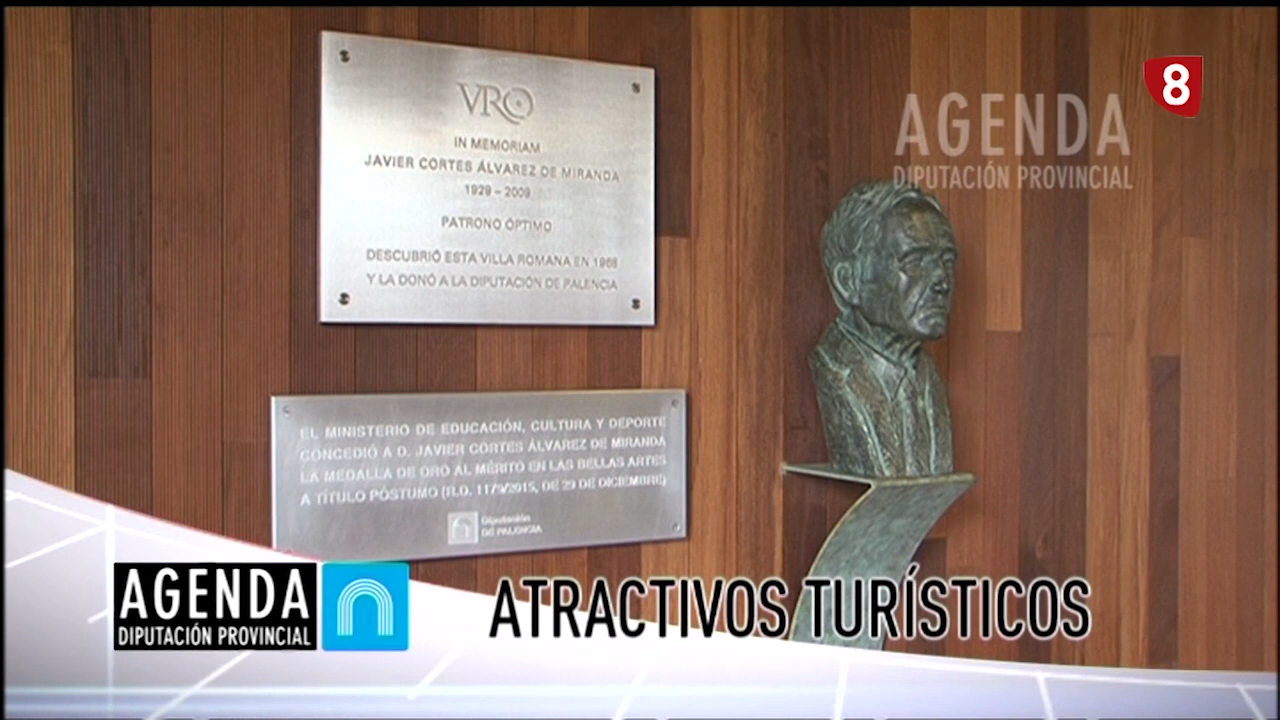 VRO
IN MEMORIAM
JAVIER CORTES ÁLVAREZ DE MIRANDA
1929 – 2009
PATRONO ÓPTIMO
DESCUBRIÓ ESTA VILLA ROMANA EN 1968
Y LA DONÓ A LA DIPUTACIÓN DE PALENCIA
8
AGENDA
DIPUTACIÓN PROVINCIAL
EL MINISTERIO DE EDUCACIÓN, CULTURA Y DEPORTE
CONCEDIÓ A D. JAVIER CORTES ÁLVAREZ DE MIRANDA
LA MEDALLA DE ORO AL MÉRITO EN LAS BELLAS ARTES
A TÍTULO PÓSTUMO (R.D. 1179/2015, DE 29 DE DICIEMBRE)
Diputación
DE PALENCIA
AGENDA
DIPUTACIÓN PROVINCIAL
ATRACTIVOS TURÍSTICOS